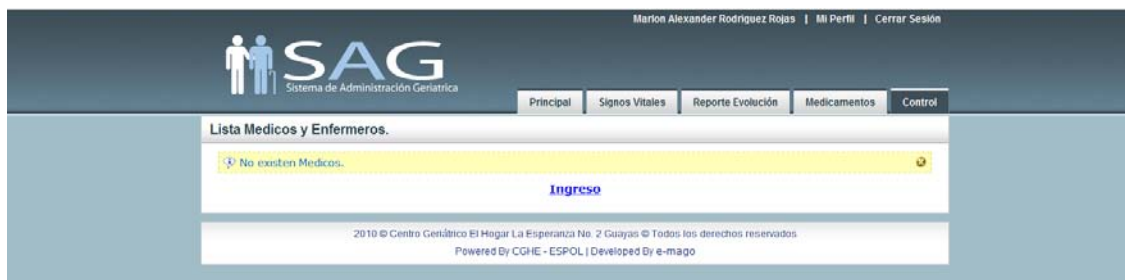 Marlon Alexander Rodriguez Rojas | Mi Perfil | Cerrar Sesión
SAG
Sistema de Administración Geriatrica
Principal Signos Vitales Reporte Evolución Medicamentos Control
Lista Medicos y Enfermeros.
No existen Medicos.
Ingreso
2010 © Centro Geriátrico El Hogar La Esperanza No. 2 Guayas © Todos los derechos reservados
Powered By CGHE - ESPOL | Developed By e-mago